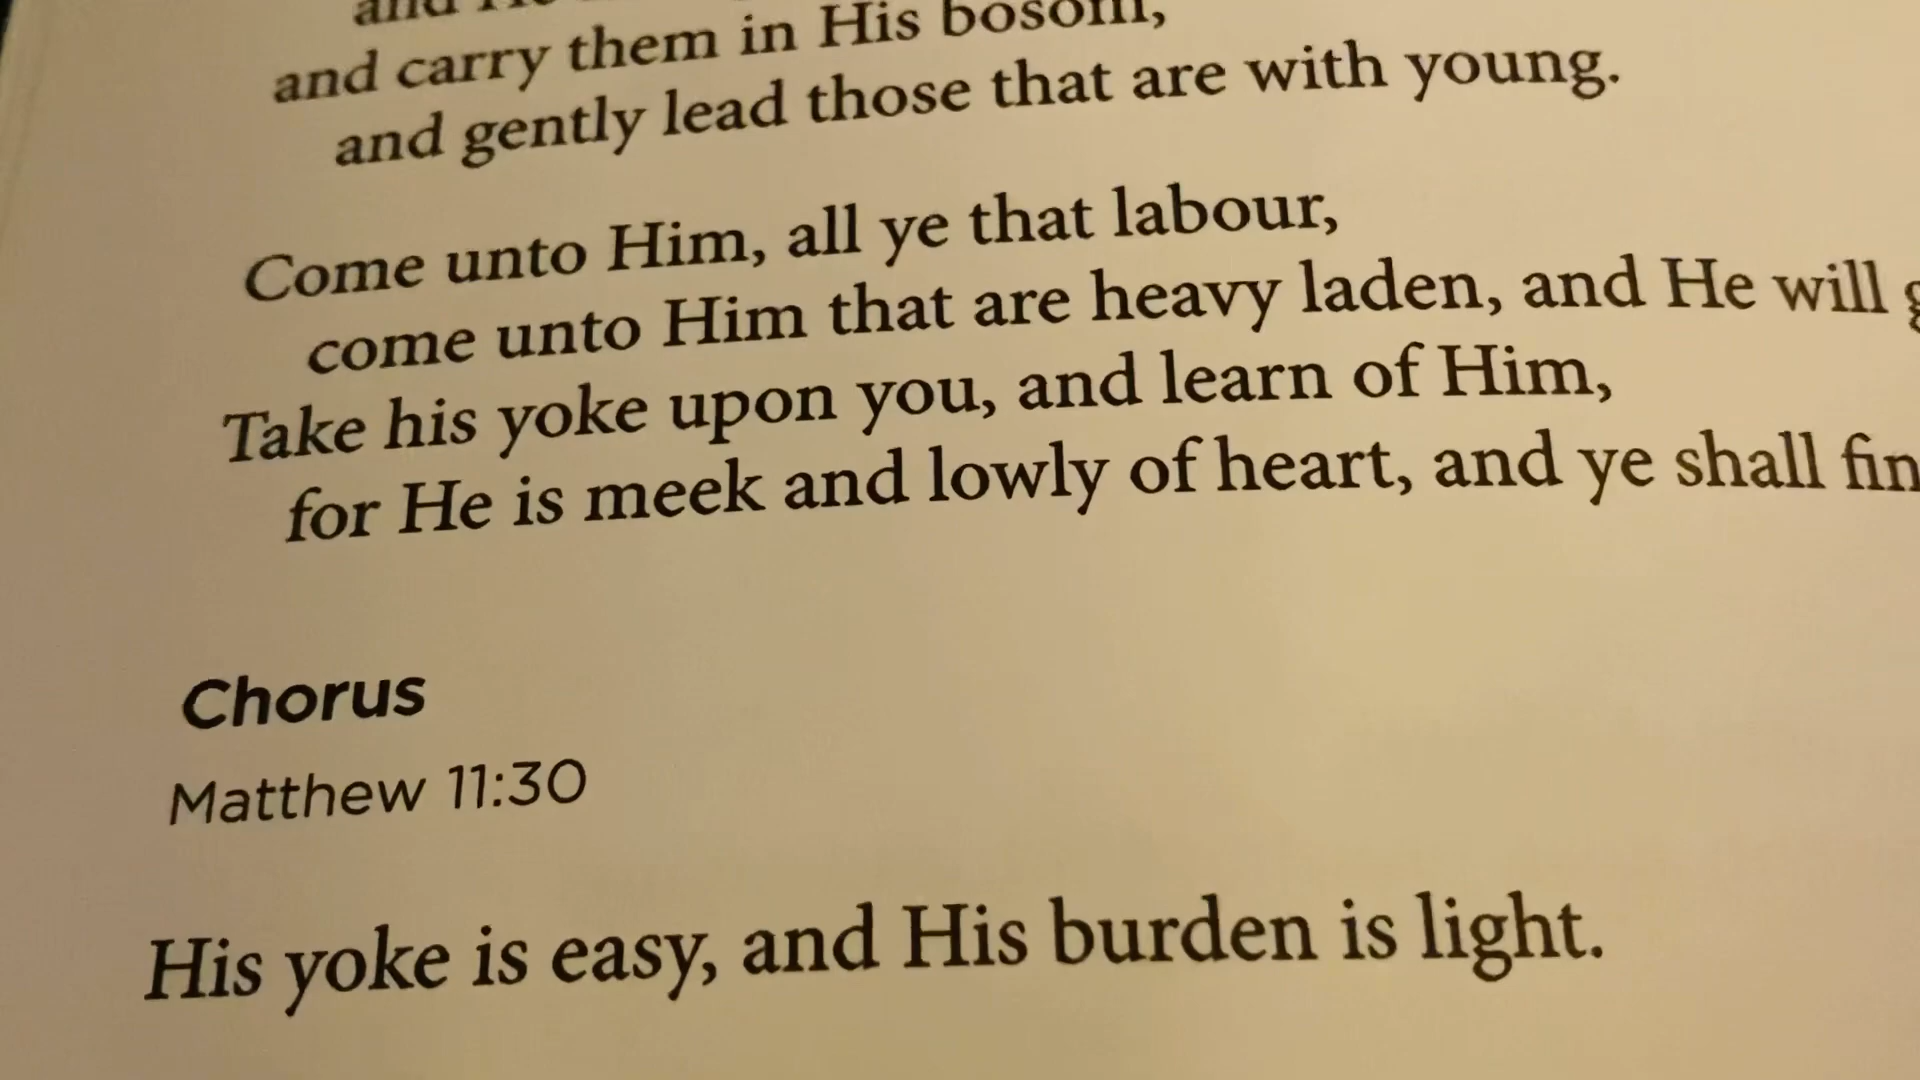 and He
and carry them in His bosom,
and gently lead those that are with young.
Come unto Him, all ye that labour,
come unto Him that are heavy laden, and He will
Take his yoke upon you, and learn of Him,
for He is meek and lowly of heart, and ye shall
Chorus
Matthew 11:30
His yoke is easy, and His burden is light.